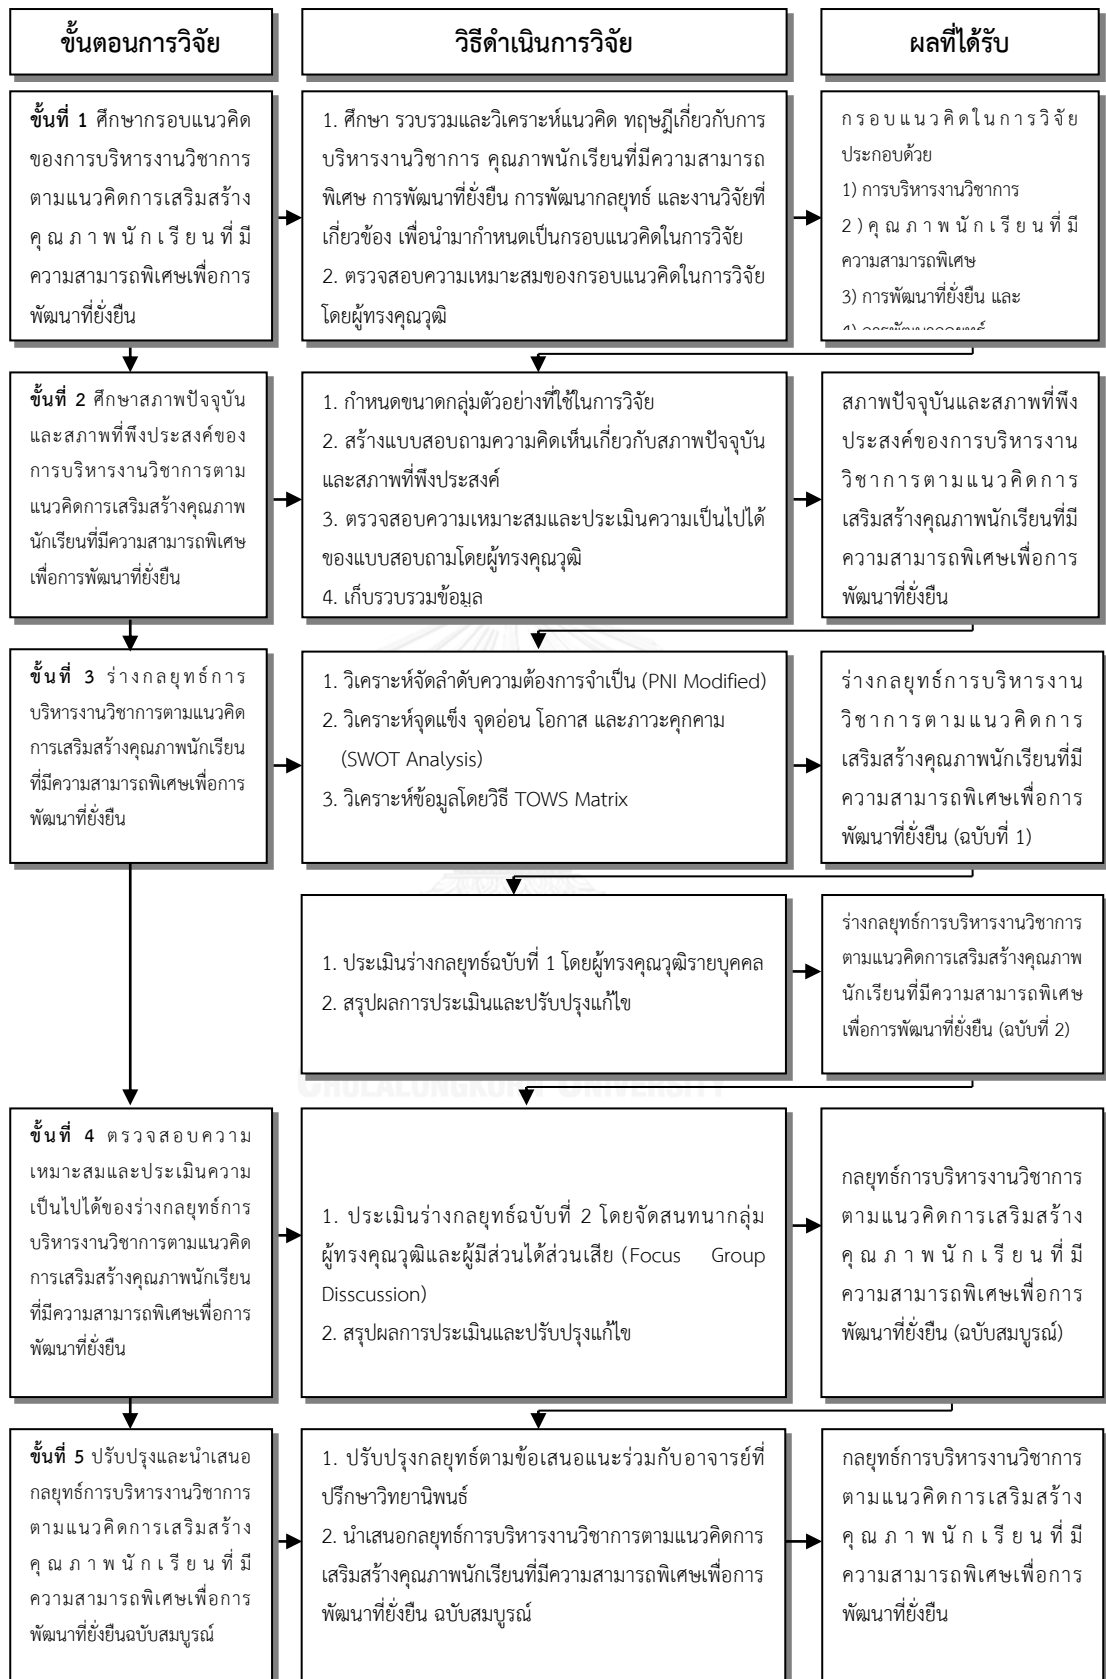 ขั้นตอนการวิจัย
วิธีดำเนินการวิจัย
ผลที่ได้รับ
ขั้นที่ 1 ศึกษากรอบแนวคิด
ของการบริหารงานวิชาการ
ตามแนวคิดการเสริมสร้าง
คุณภาพนักเรียนที่มี
ความสามารถพิเศษเพื่อการ
พัฒนาที่ยั่งยืน
1. ศึกษา รวบรวมและวิเคราะห์แนวคิด ทฤษฎีเกี่ยวกับการ
บริหารงานวิชาการ คุณภาพนักเรียนที่มีความสามารถ
พิเศษ การพัฒนาที่ยั่งยืน การพัฒนากลยุทธ์ และงานวิจัยที่
เกี่ยวข้อง เพื่อนำมากำหนดเป็นกรอบแนวคิดในการวิจัย
2. ตรวจสอบความเหมาะสมของกรอบแนวคิดในการวิจัย
โดยผู้ทรงคุณวุฒิ
กรอบแนวคิดในการวิจัย
ประกอบด้วย
1) การบริหารงานวิชาการ
2) คุณภาพนักเรียนที่มี
ความสามารถพิเศษ
3) การพัฒนาที่ยั่งยืน และ
4) การพัฒนากลยุทธ์
ขั้นที่ 2 ศึกษาสภาพปัจจุบัน
และสภาพที่พึงประสงค์ของ
การบริหารงานวิชาการตาม
แนวคิดการเสริมสร้างคุณภาพ
นักเรียนที่มีความสามารถพิเศษ
เพื่อการพัฒนาที่ยั่งยืน
1. กำหนดขนาดกลุ่มตัวอย่างที่ใช้ในการวิจัย
2. สร้างแบบสอบถามความคิดเห็นเกี่ยวกับสภาพปัจจุบัน
และสภาพที่พึงประสงค์
3. ตรวจสอบความเหมาะสมและประเมินความเป็นไปได้
ของแบบสอบถามโดยผู้ทรงคุณวุฒิ
4. เก็บรวบรวมข้อมูล
สภาพปัจจุบันและสภาพที่พึง
ประสงค์ของการบริหารงาน
วิชาการตามแนวคิดการ
เสริมสร้างคุณภาพนักเรียนที่มี
ความสามารถพิเศษเพื่อการ
พัฒนาที่ยั่งยืน
ขั้นที่ 3 ร่างกลยุทธ์การ
บริหารงานวิชาการตามแนวคิด
การเสริมสร้างคุณภาพนักเรียน
ที่มีความสามารถพิเศษเพื่อการ
พัฒนาที่ยั่งยืน
1. วิเคราะห์จัดลำดับความต้องการจำเป็น (PNI Modified)
2. วิเคราะห์จุดแข็ง จุดอ่อน โอกาส และภาวะคุกคาม
(SWOT Analysis)
3. วิเคราะห์ข้อมูลโดยวิธี TOWS Matrix
ร่างกลยุทธ์การบริหารงาน
วิชาการตามแนวคิดการ
เสริมสร้างคุณภาพนักเรียนที่มี
ความสามารถพิเศษเพื่อการ
พัฒนาที่ยั่งยืน (ฉบับที่ 1)
1. ประเมินร่างกลยุทธ์ฉบับที่ 1 โดยผู้ทรงคุณวุฒิรายบุคคล
2. สรุปผลการประเมินและปรับปรุงแก้ไข
ร่างกลยุทธ์การบริหารงานวิชาการ
ตามแนวคิดการเสริมสร้างคุณภาพ
นักเรียนที่มีความสามารถพิเศษ
เพื่อการพัฒนาที่ยั่งยืน (ฉบับที่ 2)
CHULALONGKORN UNIVERSITY
ขั้นที่ 4 ตรวจสอบความ
เหมาะสมและประเมินความ
เป็นไปได้ของร่างกลยุทธ์การ
บริหารงานวิชาการตามแนวคิด
การเสริมสร้างคุณภาพนักเรียน
ที่มีความสามารถพิเศษเพื่อการ
พัฒนาที่ยั่งยืน
1. ประเมินร่างกลยุทธ์ฉบับที่ 2 โดยจัดสนทนากลุ่ม
ผู้ทรงคุณวุฒิและผู้มีส่วนได้ส่วนเสีย (Focus Group
Disscussion)
2. สรุปผลการประเมินและปรับปรุงแก้ไข
กลยุทธ์การบริหารงานวิชาการ
ตามแนวคิดการเสริมสร้าง
คุณภาพนักเรียนที่มี
ความสามารถพิเศษเพื่อการ
พัฒนาที่ยั่งยืน (ฉบับสมบูรณ์)
ขั้นที่ 5 ปรับปรุงและนำเสนอ
กลยุทธ์การบริหารงานวิชาการ
ตามแนวคิดการเสริมสร้าง
คุณภาพนักเรียนที่มี
ความสามารถพิเศษเพื่อการ
พัฒนาที่ยั่งยืนฉบับสมบูรณ์
1. ปรับปรุงกลยุทธ์ตามข้อเสนอแนะร่วมกับอาจารย์ที่
ปรึกษาวิทยานิพนธ์
2. นำเสนอกลยุทธ์การบริหารงานวิชาการตามแนวคิดการ
เสริมสร้างคุณภาพนักเรียนที่มีความสามารถพิเศษเพื่อการ
พัฒนาที่ยั่งยืน ฉบับสมบูรณ์
กลยุทธ์การบริหารงานวิชาการ
ตามแนวคิดการเสริมสร้าง
คุณภาพนักเรียนที่มี
ความสามารถพิเศษเพื่อการ
พัฒนาที่ยั่งยืน